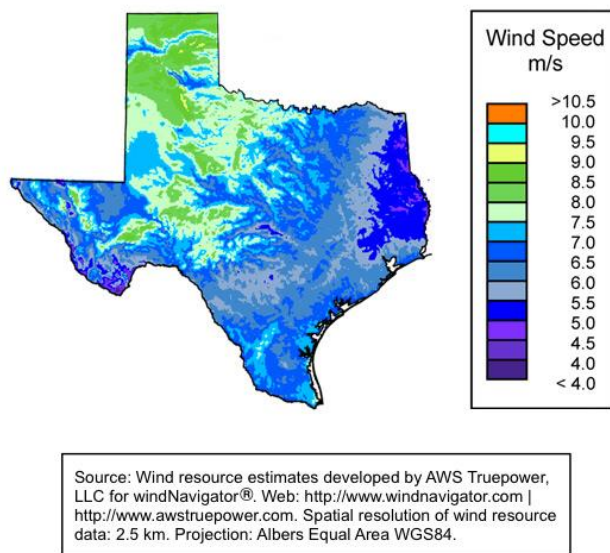 Wind Speed
m/s
>10.5
10.0
9.5
9.0
8.5
8.0
7.5
7.0
6.5
6.0
5.5
5.0
4.5
4.0
< 4.0
Source: Wind resource estimates developed by AWS Truepower,
LLC for windNavigator®. Web: http://www.windnavigator.com |
http://www.awstruepower.com. Spatial resolution of wind resource
data: 2.5 km. Projection: Albers Equal Area WGS84.